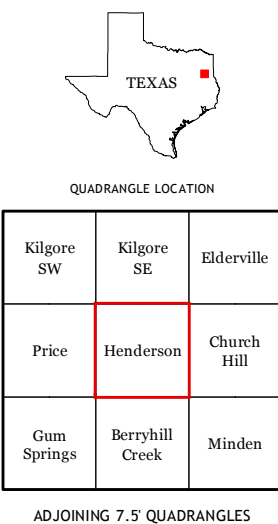 TEXAS
QUADRANGLE LOCATION
Kilgore
SW
Kilgore
SE
Elderville
Price
Henderson
Church
Hill
Gum
Springs
Berryhill
Creek
Minden
ADJOINING 7.5' QUADRANGLES